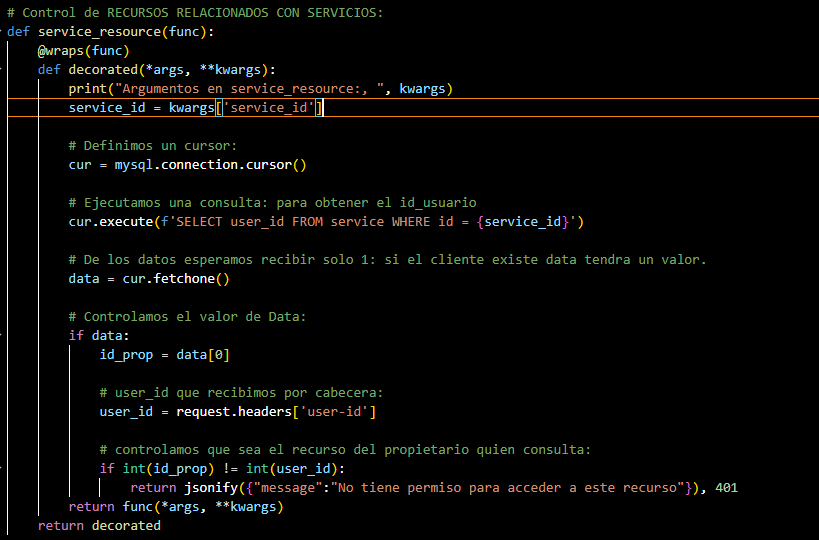 # Control de RECURSOS RELACIONADOS CON SERVICIOS:
def service_resource(func):
    @wraps(func)
    def decorated(*args, **kwargs):
        print("Argumentos en service_resource:, ", kwargs)
        service_id = kwargs['service_id']
        # Definimos un cursor:
        cur = mysql.connection.cursor()
        # Ejecutamos una consulta: para obtener el id_usuario
        cur.execute(f'SELECT user_id FROM service WHERE id = {service_id}')
        # De los datos esperamos recibir solo 1: si el cliente existe data tendra un valor.
        data = cur.fetchone()
        # Controlamos el valor de Data:
        if data:
            id_prop = data[0]
            # user_id que recibimos por cabecera:
            user_id = request.headers['user-id']
            # controlamos que sea el recurso del propietario quien consulta:
            if int(id_prop) != int(user_id):
                return jsonify({"message":"No tiene permiso para acceder a este recurso"}), 401
        return func(*args, **kwargs)
    return decorated